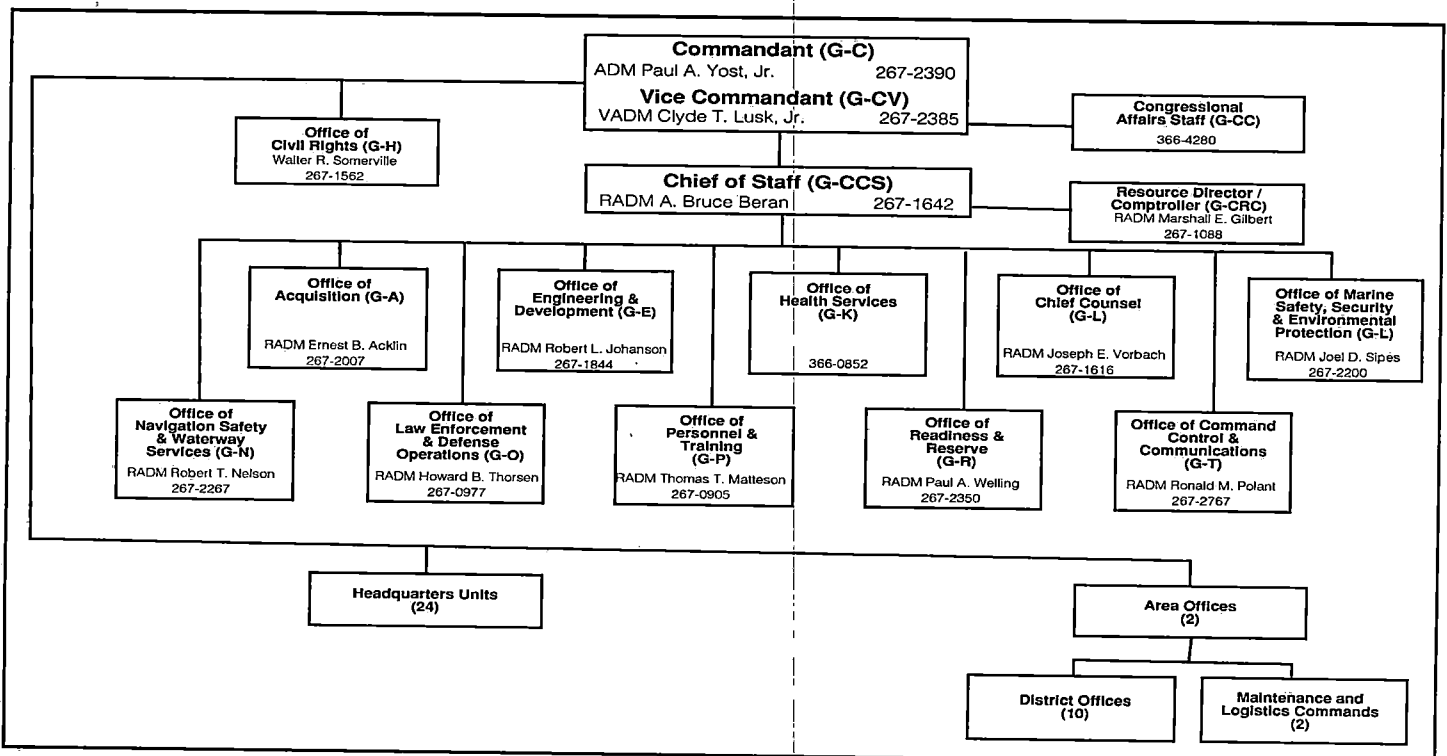 Commandant (G-C)
ADM Paul A. Yost, Jr. 267-2390
Vice Commandant (G-CV)
VADM Clyde T. Lusk, Jr. 267-2385
Congressional
Affairs Staff (G-CC)
366-4280
Office of
Civil Rights (G-H)
Walter R. Somerville
267-1562
Chief of Staff (G-CCS)
RADM A. Bruce Beran 267-1642
Resource Director /
Comptroller (G-CRC)
RADM Marshall E. Gilbert
267-1088
Office of
Acquisition (G-A)
RADM Ernest B. Acklin
267-2007
Office of
Engineering &
Development (G-E)
RADM Robert L. Johanson
267-1844
Office of
Health Services
(G-K)
366-0852
Office of
Chief Counsel
(G-L)
RADM Joseph E. Vorbach
267-1616
Office of Marine
Safety, Security
& Environmental
Protection (G-L)
RADM Joel D. Sipes
267-2200
Office of
Navigation Safety
& Waterway
Services (G-N)
RADM Robert T. Nelson
267-2267
Office of
Law Enforcement
& Defense
Operations (G-O)
RADM Howard B. Thorsen
267-0977
Office of
Personnel &
Training
(G-P)
RADM Thomas T. Matteson
267-0905
Office of
Readiness &
Reserve
(G-R)
RADM Paul A. Welling
267-2350
Office of Command
Control &
Communications
(G-T)
RADM Ronald M. Polant
267-2767
Headquarters Units
(24)
Area Offices
(2)
District Offices
(10)
Maintenance and
Logistics Commands
(2)